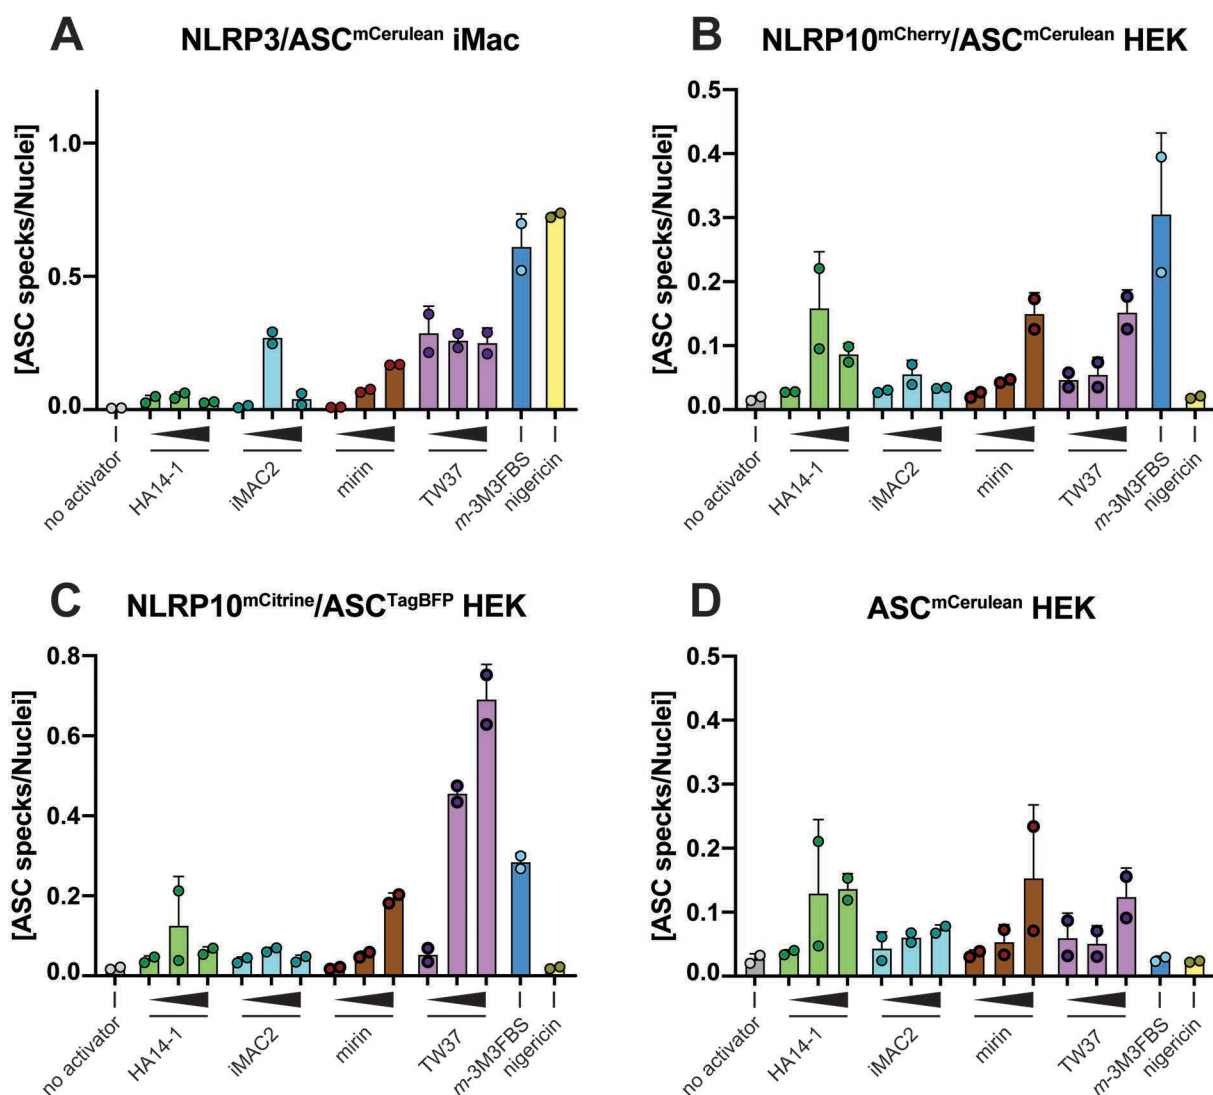 A
NLRP3/ASCmCerulean iMac
[ASC specks/Nuclei]
1.0
0.5
0.0
no activator
HA14-1
iMAC2
mirin
TW37
m-3M3FBS
nigericin
B
NLRP10mCherry/ASCmCerulean HEK
[ASC specks/Nuclei]
0.5
0.4
0.3
0.2
0.1
0.0
no activator
HA14-1
iMAC2
mirin
TW37
m-3M3FBS
nigericin
C
NLRP10mCitrine/ASCTagBFP HEK
[ASC specks/Nuclei]
0.8
0.6
0.4
0.2
0.0
no activator
HA14-1
iMAC2
mirin
TW37
m-3M3FBS
nigericin
D
ASCmCerulean HEK
[ASC specks/Nuclei]
0.5
0.4
0.3
0.2
0.1
0.0
no activator
HA14-1
iMAC2
mirin
TW37
m-3M3FBS
nigericin